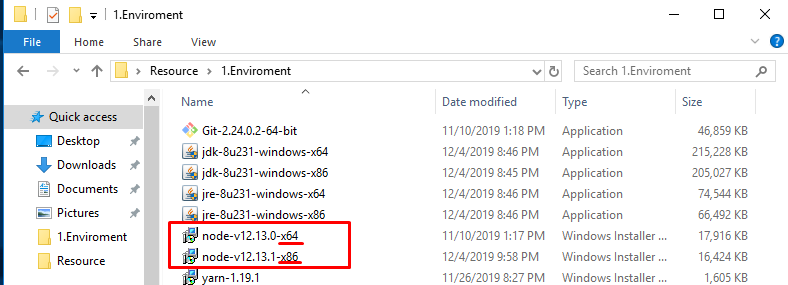 1.Enviroment
File Home Share View
Resource 1.Enviroment Search 1.Enviroment
Name Date modified Type Size
Quick access
Desktop
Downloads
Documents
Pictures
1.Enviroment
Resource
Git-2.24.0.2-64-bit 11/10/2019 1:18 PM Application 46,859 KB
jdk-8u231-windows-x64 12/4/2019 8:46 PM Application 215,228 KB
jdk-8u231-windows-x86 12/4/2019 8:45 PM Application 205,027 KB
jre-8u231-windows-x64 12/4/2019 8:46 PM Application 74,544 KB
jre-8u231-windows-x86 12/4/2019 8:46 PM Application 66,492 KB
node-v12.13.0-x64 11/10/2019 1:17 PM Windows Installer ... 17,916 KB
node-v12.13.1-x86 12/4/2019 9:58 PM Windows Installer ... 16,424 KB
yarn-1.19.1 11/26/2019 8:27 PM Windows Installer ... 1,605 KB